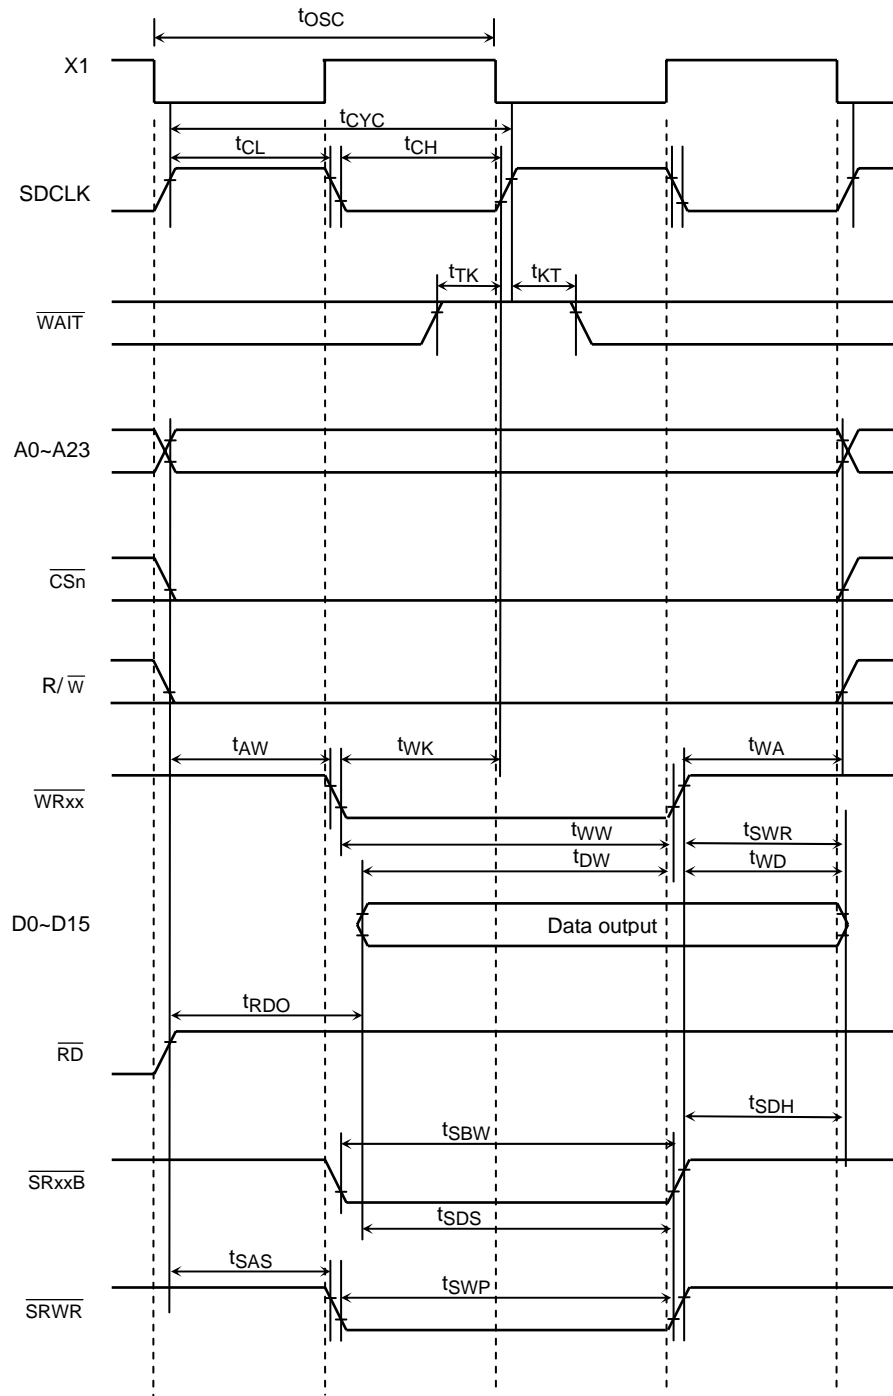 tOSC
X1
tCYC
tCL tCH
SDCLK
tTK tKT
WAIT
A0~A23
CSn
R/ W
tAW tWK tWA
WRxx
tWW tSWR
tDW tWD
D0~D15 Data output
tRDO
RD
tSDH
tSBW
SRxxB
tSDS
tSAS tSWP
SRWR